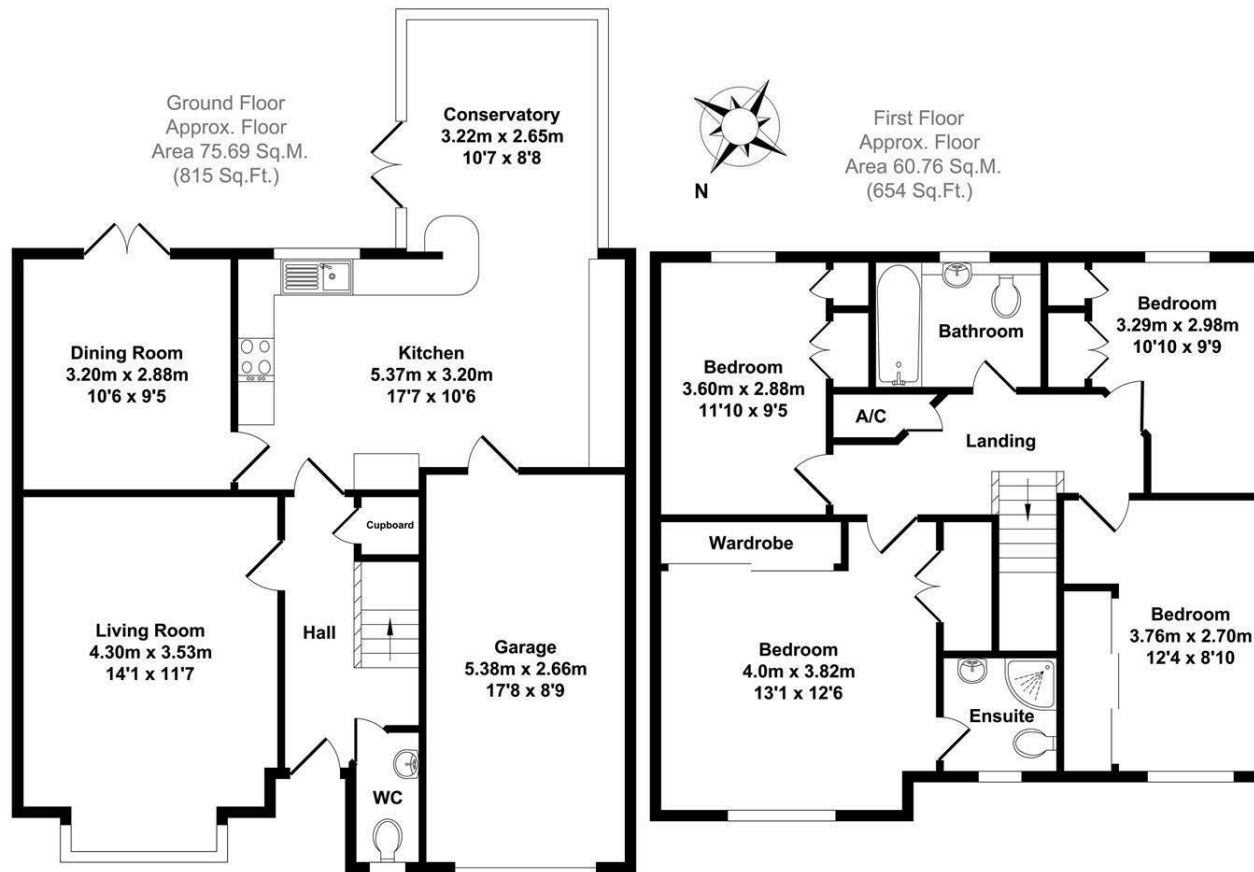 Ground Floor
Approx. Floor
Area 75.69 Sq.M.
(815 Sq.Ft.)
Conservatory
3.22m x 2.65m
10'7 x 8'8
Dining Room
3.20m x 2.88m
10'6 x 9'5
Kitchen
5.37m x 3.20m
17'7 x 10'6
Cupboard
Living Room
4.30m x 3.53m
14'1 x 11'7
Hall
Garage
5.38m x 2.66m
17'8 x 8'9
WC
N
First Floor
Approx. Floor
Area 60.76 Sq.M.
(654 Sq.Ft.)
Bedroom
3.60m x 2.88m
11'10 x 9'5
Bathroom
Bedroom
3.29m x 2.98m
10'10 x 9'9
A/C
Landing
Wardrobe
Bedroom
4.0m x 3.82m
13'1 x 12'6
Ensuite
Bedroom
3.76m x 2.70m
12'4 x 8'10